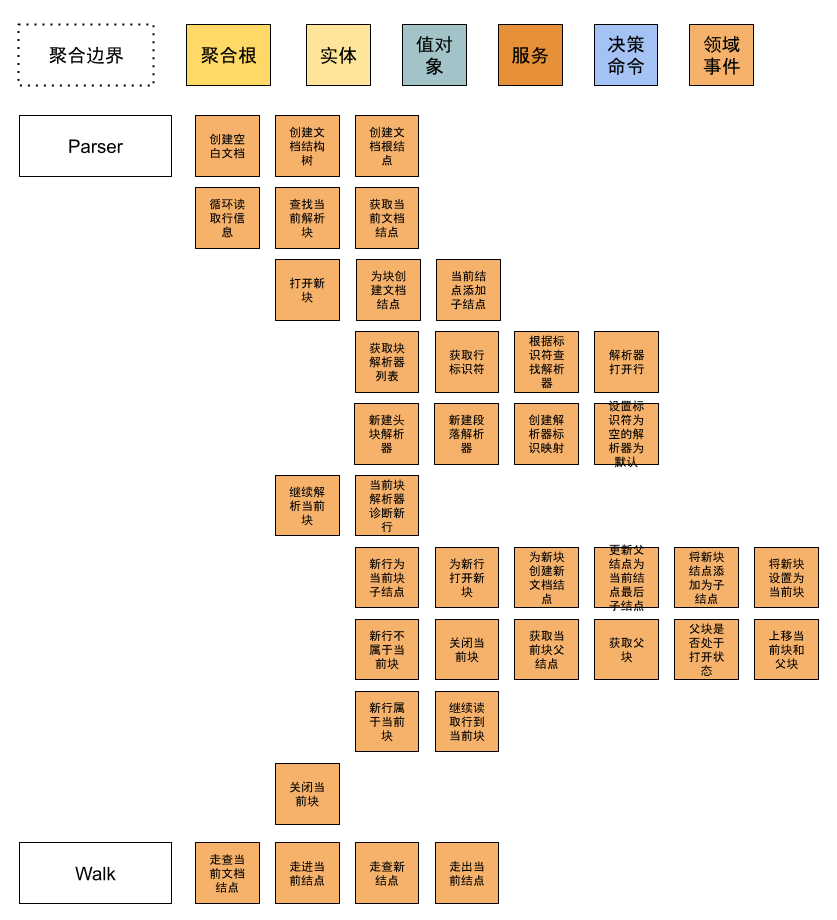 聚合边界
聚合根
实体
值对
象
服务
决策
命令
领域
事件
Parser
创建空
白文档
创建文
档结构
树
创建文
档根结
点
循环读
取行信
息
查找当
前解析
块
获取当
前文档
结点
打开新
块
为块创
建文档
结点
当前结
点添加
子结点
获取块
解析器
列表
获取行
标识符
根据标
识符查
找解析
器
解析器
打开行
新建头
块解析
器
新建段
落解析
器
创建解
析器标
识映射
设置标
识符为
空的解
析器为
默认
继续解
析当前
块
当前块
解析器
诊断新
行
新行为
当前块
子结点
为新行
打开新
块
为新块
创建新
文档结
点
更新父
结点为
当前结
点最后
子结点
将新块
结点添
加为子
结点
将新块
设置为
当前块
新行不
属于当
前块
关闭当
前块
获取当
前块父
结点
获取父
块
父块是
否处于
打开状
态
上移当
前块和
父块
新行属
于当前
块
继续读
取行到
当前块
关闭当
前块
Walk
走查当
前文档
结点
走进当
前结点
走查新
结点
走出当
前结点